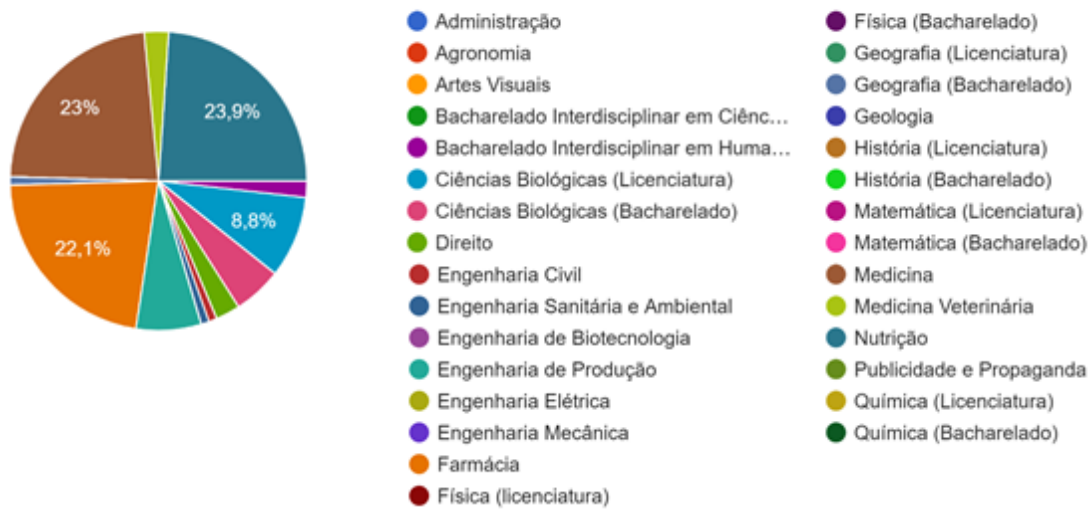 23%
23,9%
8,8%
22,1%
Administração
Agronomia
Artes Visuais
Bacharelado Interdisciplinar em Ciênc...
Bacharelado Interdisciplinar em Huma...
Ciências Biológicas (Licenciatura)
Ciências Biológicas (Bacharelado)
Direito
Engenharia Civil
Engenharia Sanitária e Ambiental
Engenharia de Biotecnologia
Engenharia de Produção
Engenharia Elétrica
Engenharia Mecânica
Farmácia
Física (licenciatura)
Física (Bacharelado)
Geografia (Licenciatura)
Geografia (Bacharelado)
Geologia
História (Licenciatura)
História (Bacharelado)
Matemática (Licenciatura)
Matemática (Bacharelado)
Medicina
Medicina Veterinária
Nutrição
Publicidade e Propaganda
Química (Licenciatura)
Química (Bacharelado)